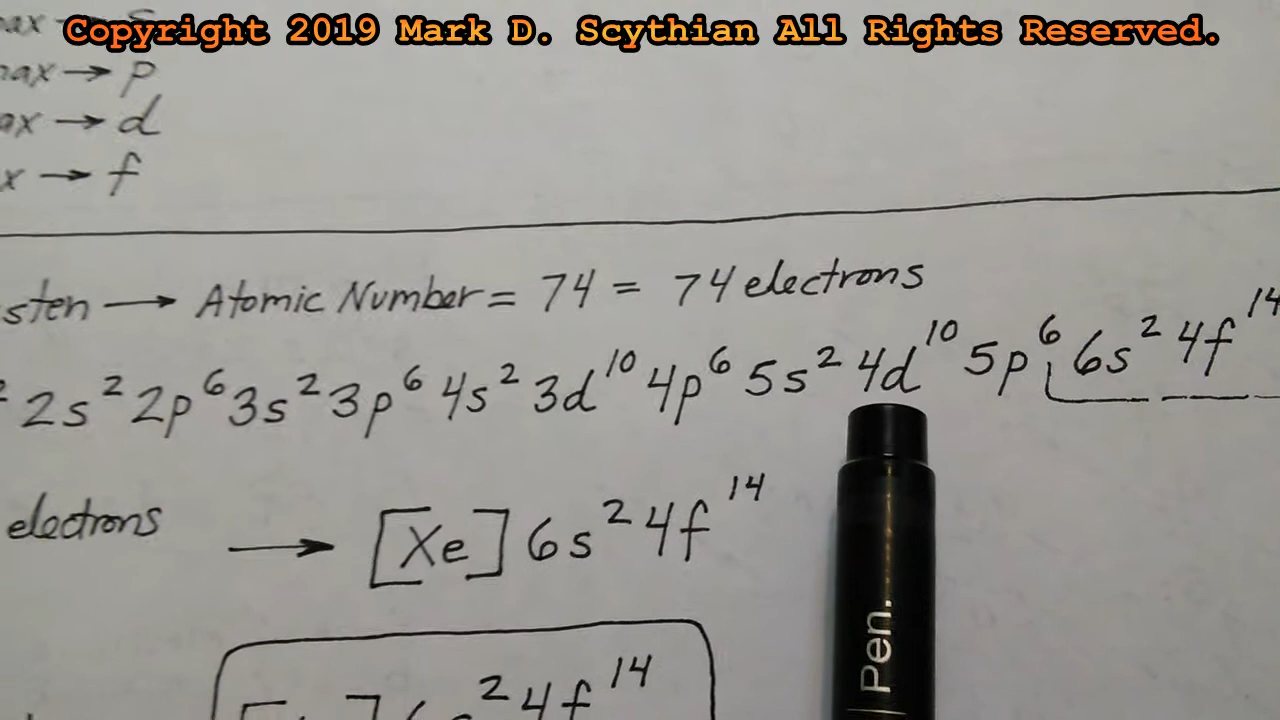 Copyright 2019 Mark D. Scythian All Rights Reserved.
→ p
→ d
x → f
sten → Atomic Number = 74 = 74 electrons
2s² 2p⁶ 3s² 3p⁶ 4s² 3d¹⁰ 4p⁶ 5s² 4d¹⁰ 5p⁶ 6s² 4f¹⁴
electrons → [Xe] 6s² 4f¹⁴
² 4f¹⁴
Pen.